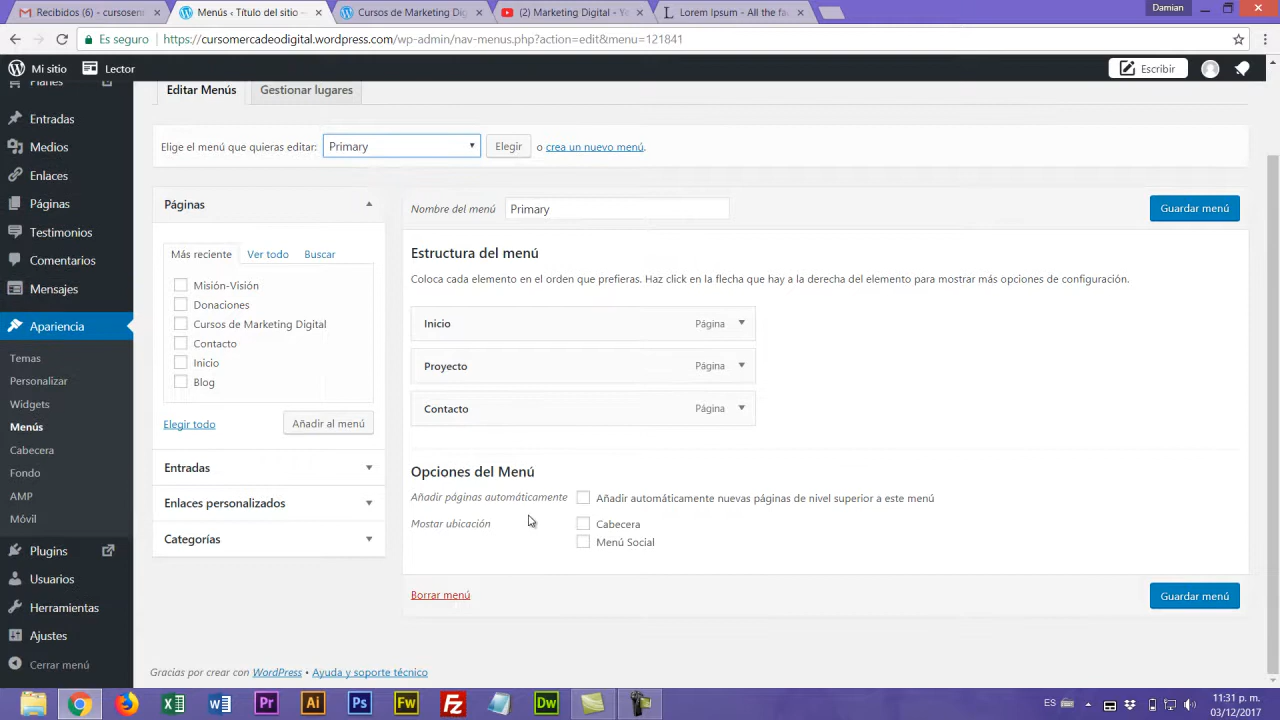 Recibidos (6) - cursosem
Menús ‹ Título del sitio —
Cursos de Marketing Dig
(2) Marketing Digital - Yo
Lorem Ipsum - All the fa
Damian
Es seguro
https://cursomercadeodigital.wordpress.com/wp-admin/nav-menus.php?action=edit&menu=121841
Mi sitio
Lector
Escribir
Planes
Entradas
Medios
Enlaces
Páginas
Testimonios
Comentarios
Mensajes
Apariencia
Temas
Personalizar
Widgets
Menús
Cabecera
Fondo
AMP
Móvil
Plugins
Usuarios
Herramientas
Ajustes
Cerrar menú
Editar Menús
Gestionar lugares
Elige el menú que quieras editar:
Primary
Elegir
o crea un nuevo menú.
Páginas
Más reciente
Ver todo
Buscar
Misión-Visión
Donaciones
Cursos de Marketing Digital
Contacto
Inicio
Blog
Elegir todo
Añadir al menú
Entradas
Enlaces personalizados
Categorías
Nombre del menú
Primary
Guardar menú
Estructura del menú
Coloca cada elemento en el orden que prefieras. Haz click en la flecha que hay a la derecha del elemento para mostrar más opciones de configuración.
Inicio
Página
Proyecto
Página
Contacto
Página
Opciones del Menú
Añadir páginas automáticamente
Añadir automáticamente nuevas páginas de nivel superior a este menú
Mostar ubicación
Cabecera
Menú Social
Borrar menú
Guardar menú
Gracias por crear con WordPress • Ayuda y soporte técnico
Pr
Ai
Ps
Fw
Fz
Dw
ES
11:31 p. m.
03/12/2017